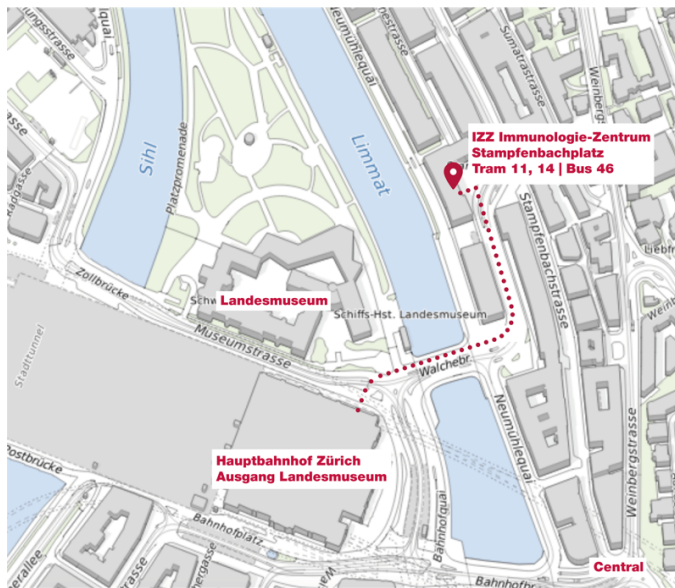 Neumühlequai
Sumatrastrasse
Weinbergstrasse
Sihl
Platzpromenade
Limmat
IZZ Immunologie-Zentrum
Stampfenbachplatz
Tram 11, 14 | Bus 46
Radgasse
Stampfenbachstrasse
Zollbrücke
Landesmuseum
Schiffs-Hst. Landesmuseum
Museumstrasse
Stadttunnel
Walchebr.
Neumühlequai
Weinbergstrasse
Hauptbahnhof Zürich
Ausgang Landesmuseum
Postbrücke
Bahnhofplatz
Bahnhofquai
Central